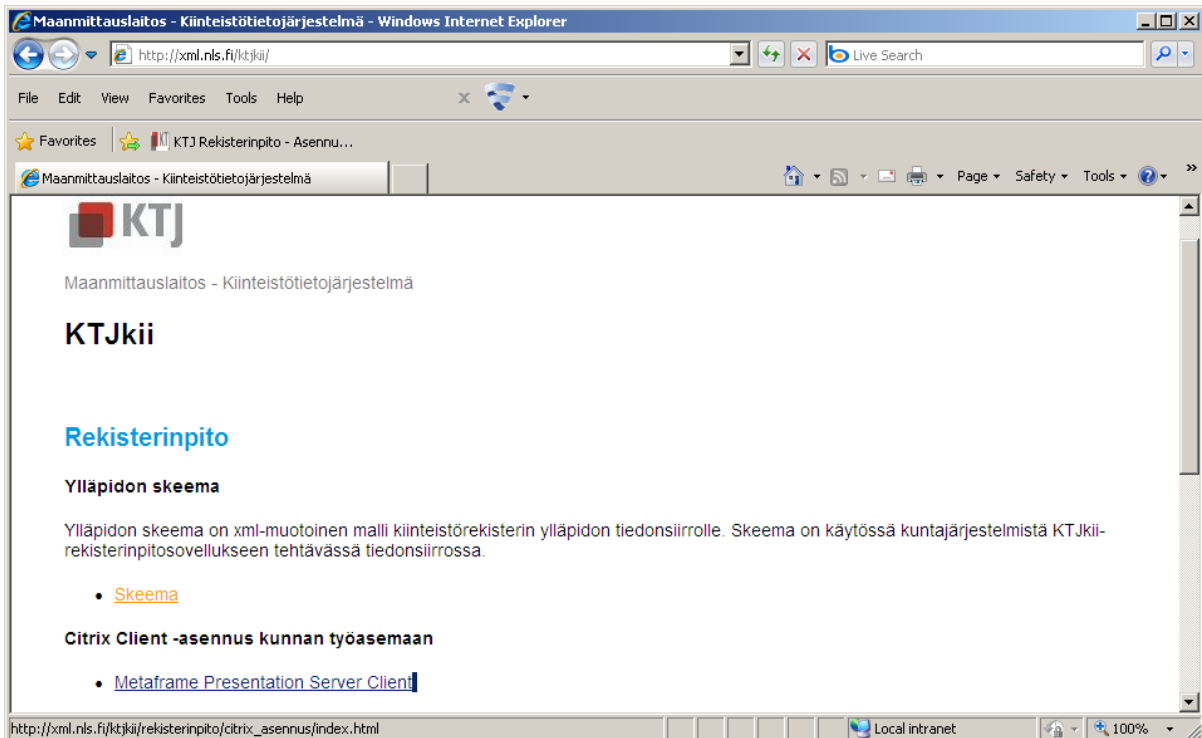 Maanmittauslaitos - Kiinteistötietojärjestelmä - Windows Internet Explorer
http://xml.nls.fi/ktjkii/
Live Search
File Edit View Favorites Tools Help
Favorites KTJ Rekisterinpito - Asennu...
Maanmittauslaitos - Kiinteistötietojärjestelmä
Page Safety Tools
KTJ
Maanmittauslaitos - Kiinteistötietojärjestelmä
KTJkii
Rekisterinpito
Ylläpidon skeema
Ylläpidon skeema on xml-muotoinen malli kiinteistörekisterin ylläpidon tiedonsiirrolle. Skeema on käytössä kuntajärjestelmistä KTJkii-
rekisterinpitosovellukseen tehtävässä tiedonsiirrossa.
• Skeema
Citrix Client -asennus kunnan työasemaan
• Metaframe Presentation Server Client
http://xml.nls.fi/ktjkii/rekisterinpito/citrix_asennus/index.html
Local intranet
100%